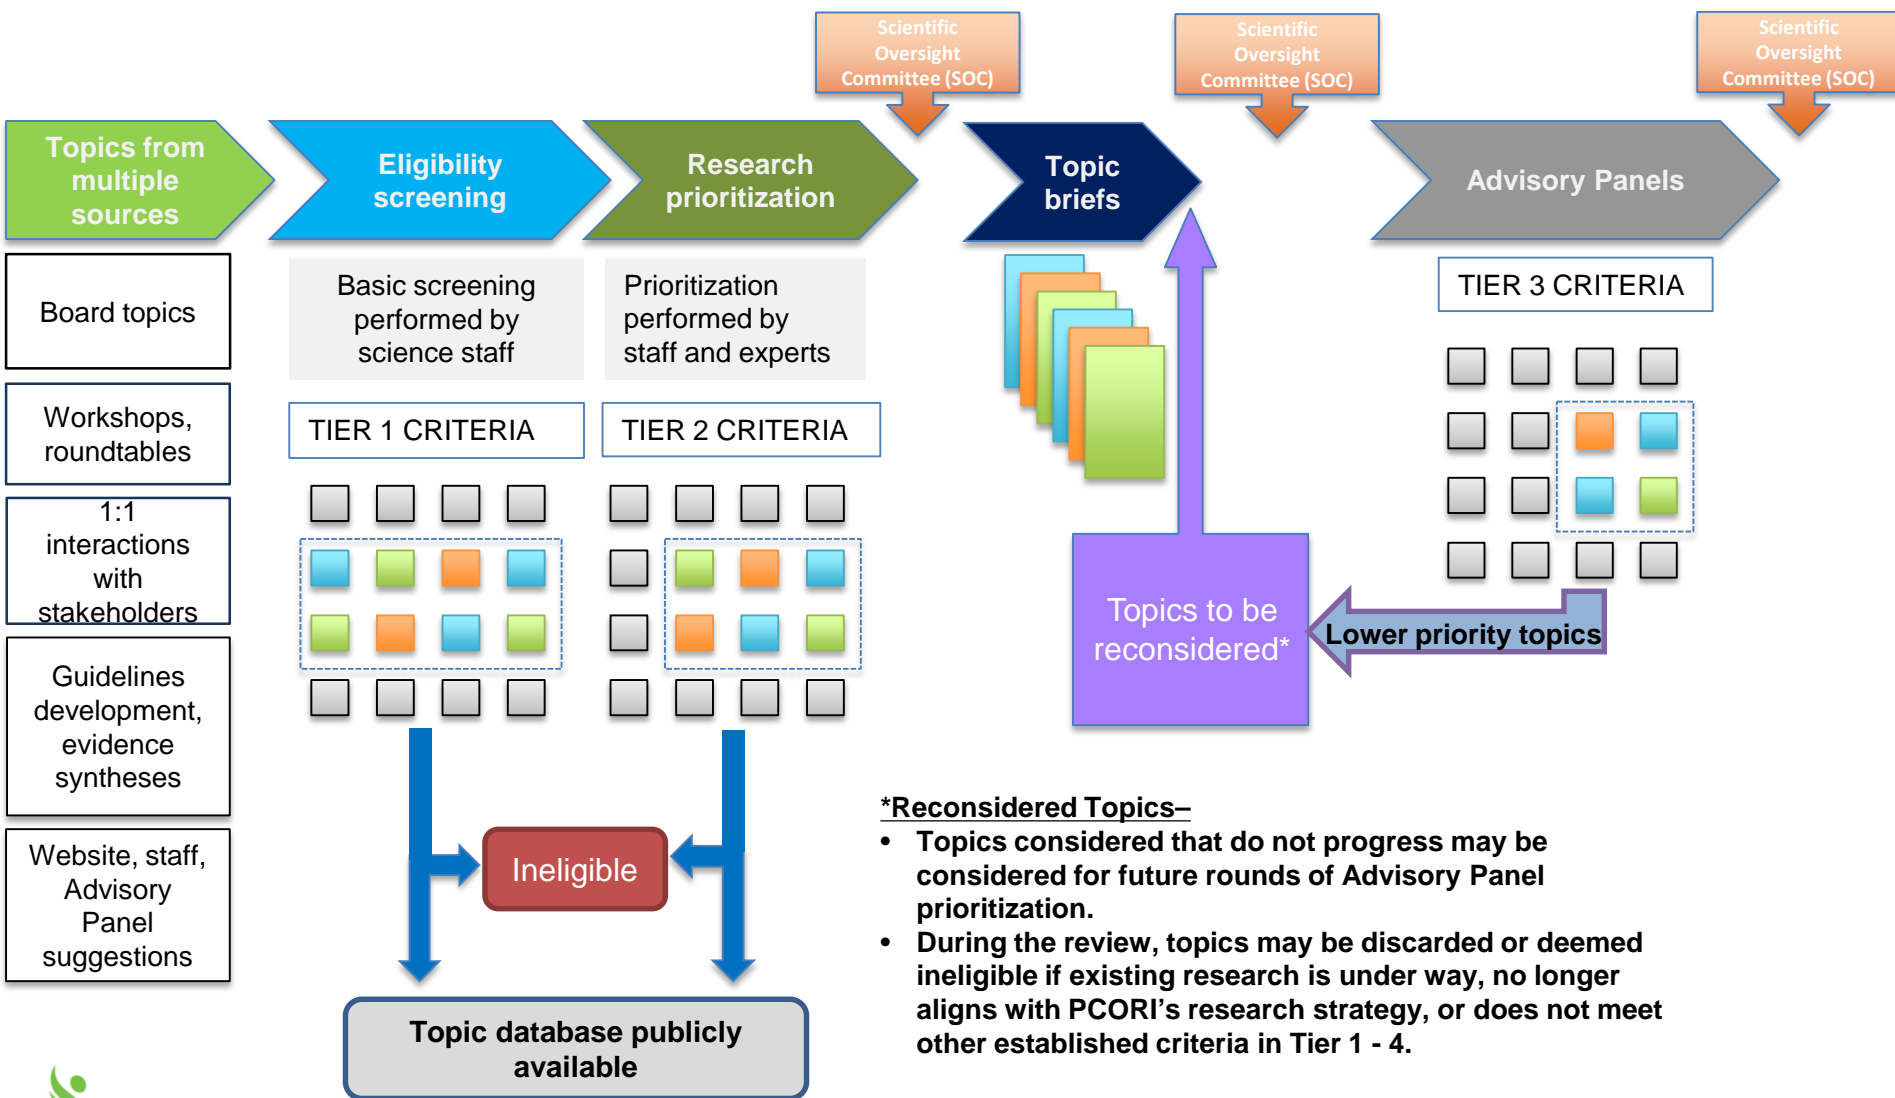 Scientific
Oversight
Committee (SOC)
Scientific
Oversight
Committee (SOC)
Scientific
Oversight
Committee (SOC)
Topics from
multiple
sources
Eligibility
screening
Research
prioritization
Topic
briefs
Advisory Panels
Board topics
Workshops,
roundtables
1:1
interactions
with
stakeholders
Guidelines
development,
evidence
syntheses
Website, staff,
Advisory
Panel
suggestions
Basic screening
performed by
science staff
TIER 1 CRITERIA
Prioritization
performed by
staff and experts
TIER 2 CRITERIA
TIER 3 CRITERIA
Topics to be
reconsidered*
Lower priority topics
Ineligible
Topic database publicly
available
*Reconsidered Topics–
• Topics considered that do not progress may be
considered for future rounds of Advisory Panel
prioritization.
• During the review, topics may be discarded or deemed
ineligible if existing research is under way, no longer
aligns with PCORI’s research strategy, or does not meet
other established criteria in Tier 1 - 4.